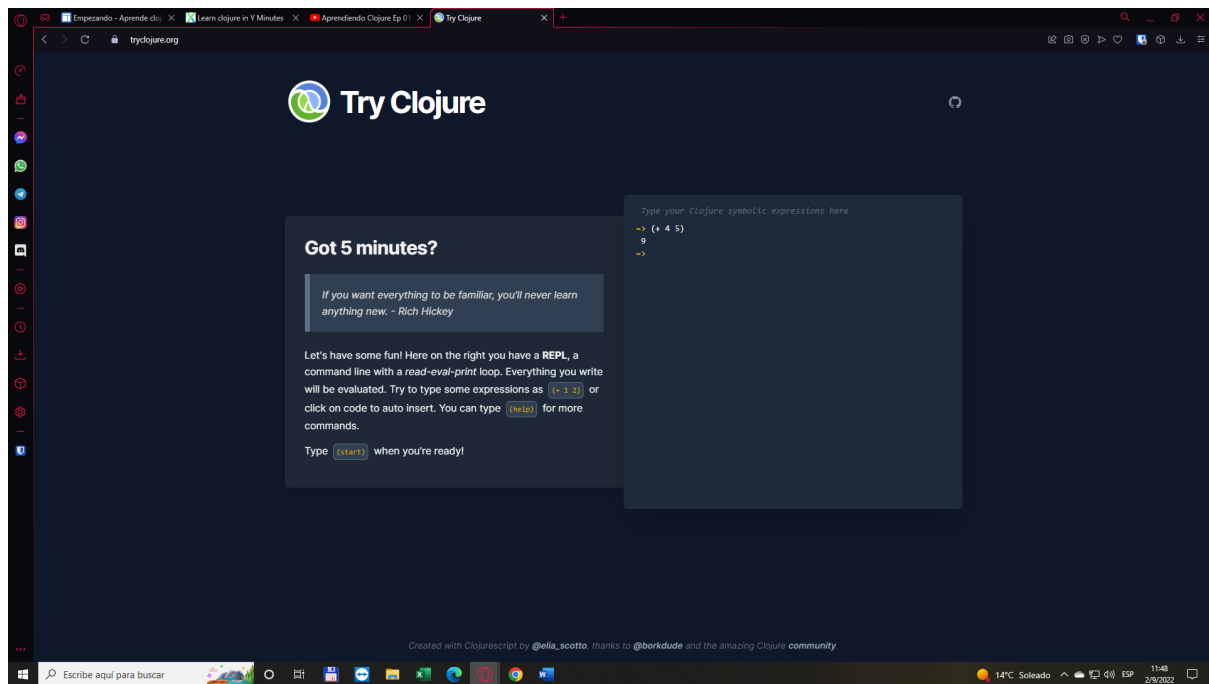 Empezando - Aprende cloj
Learn clojure in Y Minutes
Aprendiendo Clojure Ep 01
Try Clojure
tryclojure.org
Try Clojure
Type your Clojure symbolic expressions here
=> (+ 4 5)
9
=>
Got 5 minutes?
If you want everything to be familiar, you'll never learn
anything new. - Rich Hickey
Let's have some fun! Here on the right you have a REPL, a
command line with a read-eval-print loop. Everything you write
will be evaluated. Try to type some expressions as (+ 1 2) or
click on code to auto insert. You can type (help) for more
commands.
Type (start) when you're ready!
Created with Clojurescript by @elia_scotto, thanks to @borkdude and the amazing Clojure community.
Escribe aquí para buscar
14°C Soleado
ESP
11:48
2/9/2022